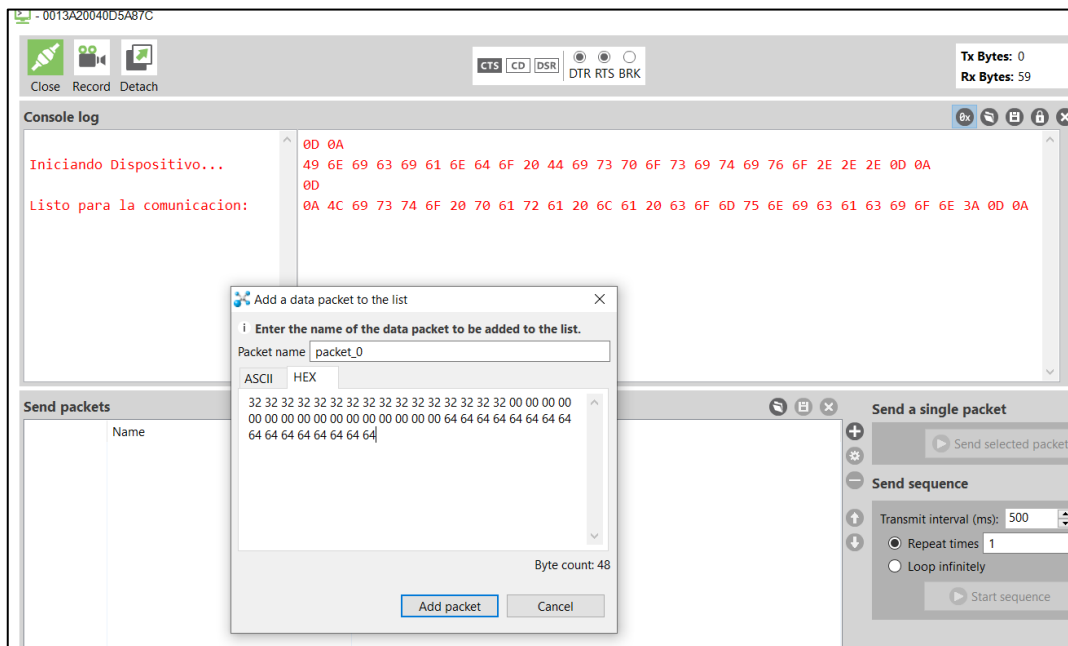 - 0013A20040D5A87C
CTS CD DSR
DTR RTS BRK
Tx Bytes: 0
Rx Bytes: 59
Close Record Detach
Console log
0x
0D 0A
Iniciando Dispositivo...
49 6E 69 63 69 61 6E 64 6F 20 44 69 73 70 6F 73 69 74 69 76 6F 2E 2E 2E 0D 0A
0D
Listo para la comunicacion:
0A 4C 69 73 74 6F 20 70 61 72 61 20 6C 61 20 63 6F 6D 75 6E 69 63 61 63 69 6F 6E 3A 0D 0A
Add a data packet to the list
i Enter the name of the data packet to be added to the list.
Packet name packet_0
ASCII HEX
32 32 32 32 32 32 32 32 32 32 32 32 32 32 32 32 00 00 00 00
00 00 00 00 00 00 00 00 00 00 00 00 64 64 64 64 64 64 64 64
64 64 64 64 64 64 64 64
Byte count: 48
Add packet Cancel
Send packets
Name
Send a single packet
Send selected packet
Send sequence
Transmit interval (ms): 500
Repeat times 1
Loop infinitely
Start sequence